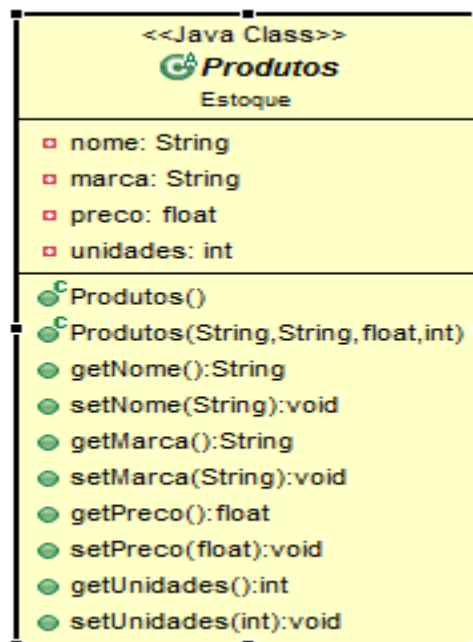 <<Java Class>>
Produtos
Estoque
nome: String
marca: String
preco: float
unidades: int
Produtos()
Produtos(String,String,float,int)
getNome():String
setNome(String):void
getMarca():String
setMarca(String):void
getPreco():float
setPreco(float):void
getUnidades():int
setUnidades(int):void